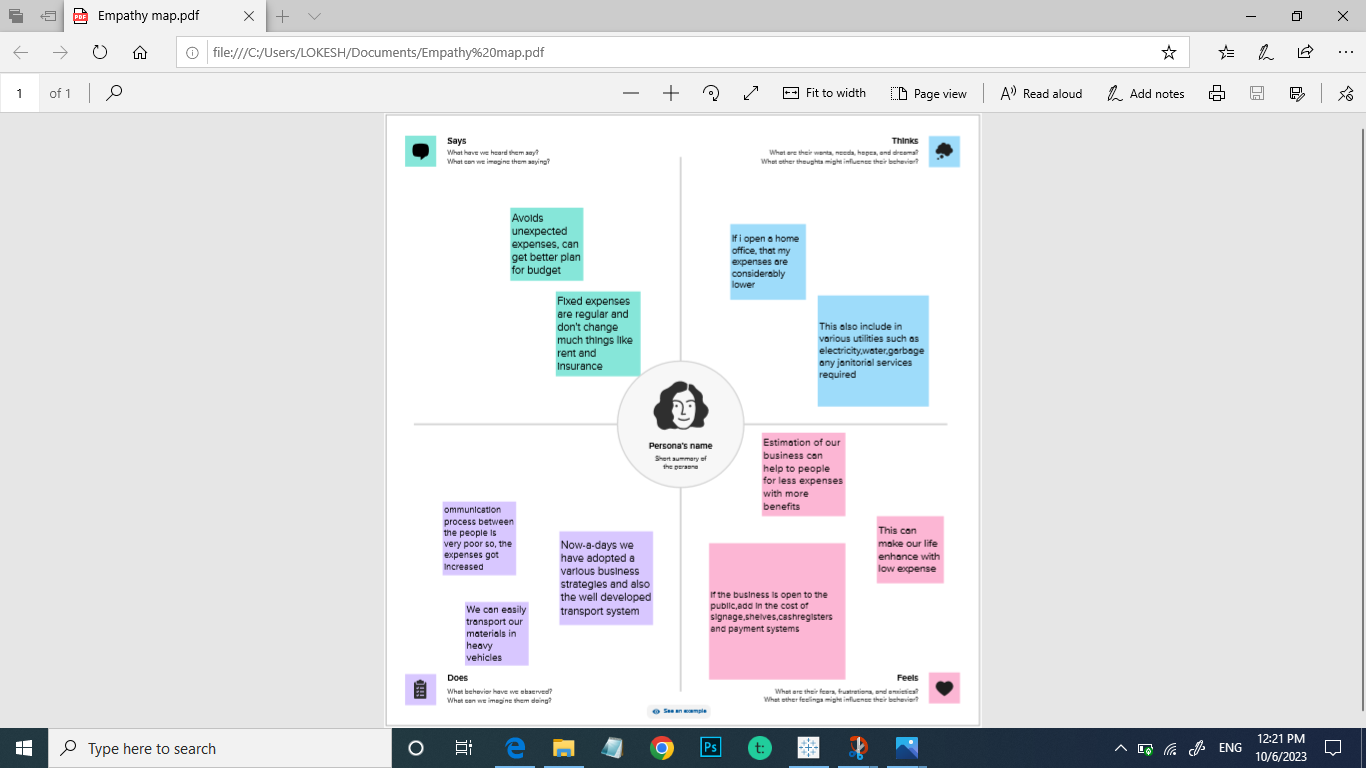 Empathy map.pdf
file:///C:/Users/LOKESH/Documents/Empathy%20map.pdf
1 of 1
Fit to width
Page view
Read aloud
Add notes
Says
What have we heard them say?
What can we imagine them saying?
Thinks
What are their wants, needs, hopes, and dreams?
What other thoughts might influence their behavior?
Avoids
unexpected
expenses, can
get better plan
for budget
Fixed expenses
are regular and
don't change
much things like
rent and
insurance
If i open a home
office, that my
expenses are
considerably
lower
This also include in
various utilities such as
electricity,water,garbage
any janitorial services
required
Persona's name
Short summary of
the persona
ommunication
process between
the people is
very poor so, the
expenses got
increased
Now-a-days we
have adopted a
various business
strategies and also
the well developed
transport system
We can easily
transport our
materials in
heavy
vehicles
Estimation of our
business can
help to people
for less expenses
with more
benefits
This can
make our life
enhance with
low expense
If the business is open to the
public,add in the cost of
signage,shelves,cashregisters
and payment systems
Does
What behavior have we observed?
What can we imagine them doing?
Feels
What are their fears, frustrations, and anxieties?
What other feelings might influence their behavior?
See an example
Type here to search
Ps
t:
ENG
12:21 PM
10/6/2023